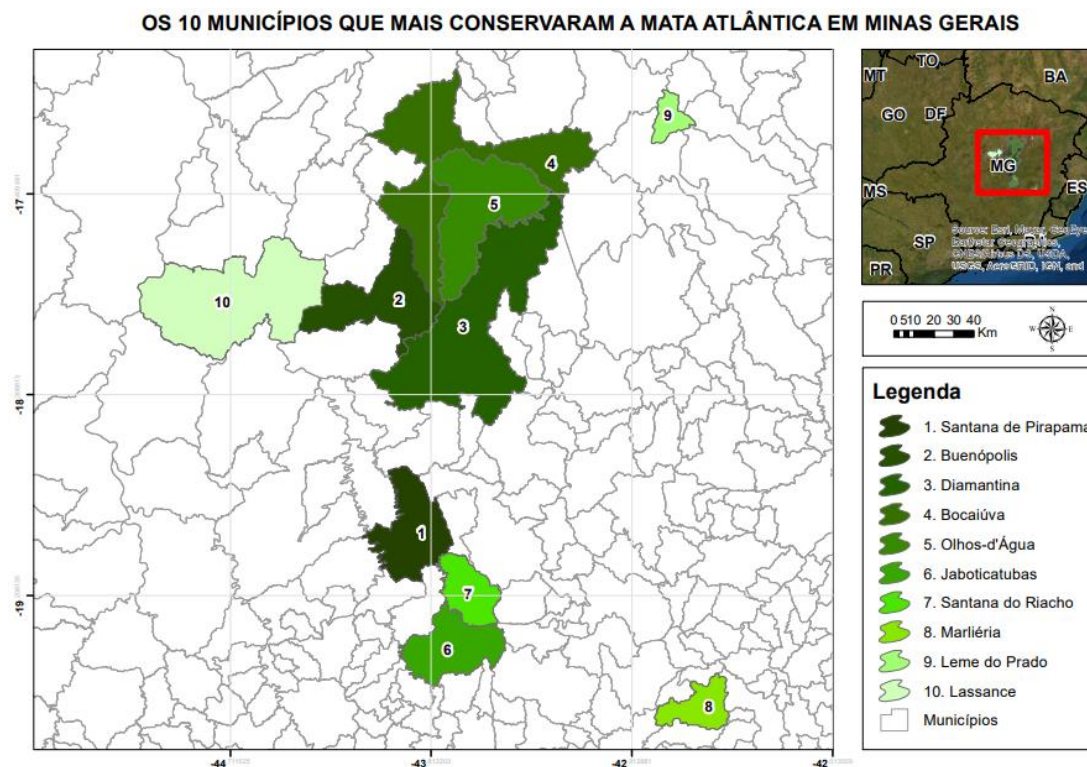 OS 10 MUNICÍPIOS QUE MAIS CONSERVARAM A MATA ATLÂNTICA EM MINAS GERAIS
9
4
5
10
2
3
1
7
6
8
-17
-18
-19
-44
-43
-42
-42
TO
MT
BA
GO
DF
MG
MS
ES
SP
PR
Source: Esri, Maxar, GeoEye
Earthstar Geographics,
CNES/Airbus DS, USDA,
USGS, AeroGRID, IGN, and
0 5 10 20 30 40
Km
N
W
E
S
Legenda
1. Santana de Pirapama
2. Buenópolis
3. Diamantina
4. Bocaiúva
5. Olhos-d'Água
6. Jaboticatubas
7. Santana do Riacho
8. Marliéria
9. Leme do Prado
10. Lassance
Municípios